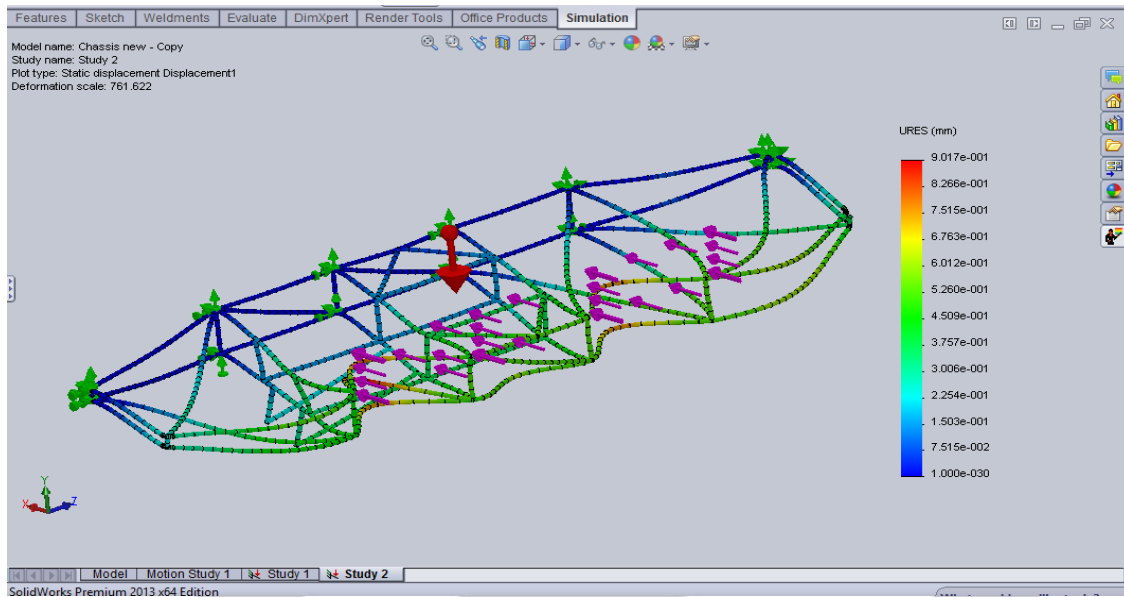 Features Sketch Weldments Evaluate DimXpert Render Tools Office Products Simulation
Model name: Chassis new - Copy
Study name: Study 2
Plot type: Static displacement Displacement1
Deformation scale: 761.622
URES (mm)
9.017e-001
8.266e-001
7.515e-001
6.763e-001
6.012e-001
5.260e-001
4.509e-001
3.757e-001
3.006e-001
2.254e-001
1.503e-001
7.515e-002
1.000e-030
Y
X Z
Model Motion Study 1 Study 1 Study 2
SolidWorks Premium 2013 x64 Edition